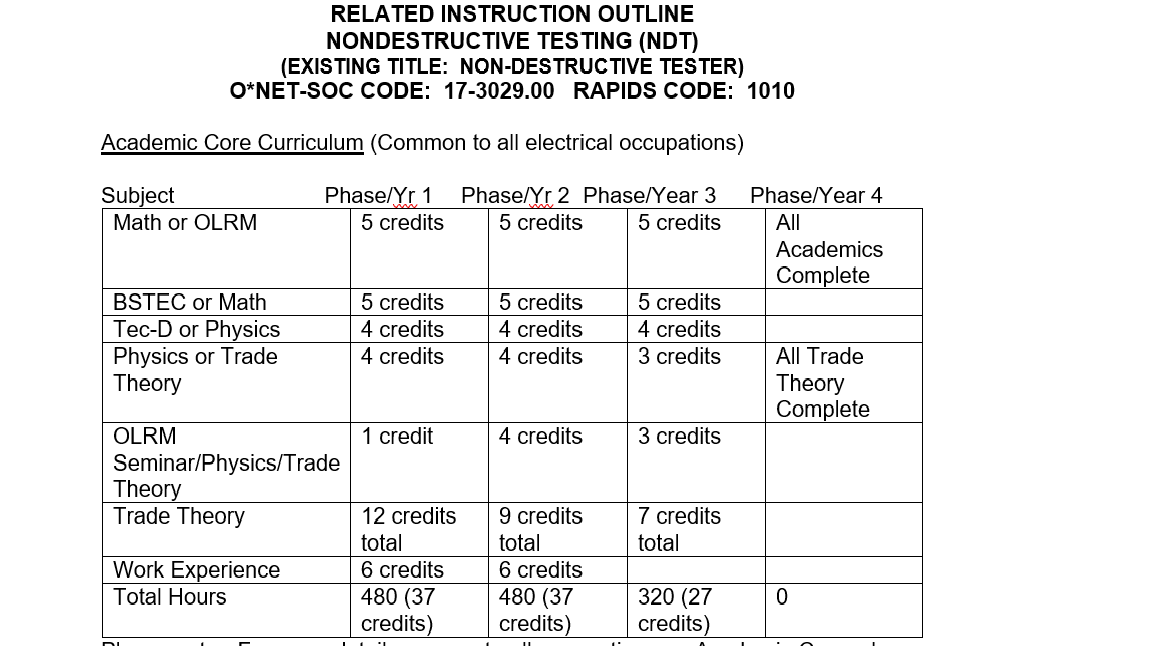 RELATED INSTRUCTION OUTLINE
NONDESTRUCTIVE TESTING (NDT)
(EXISTING TITLE: NON-DESTRUCTIVE TESTER)
O*NET-SOC CODE: 17-3029.00 RAPIDS CODE: 1010
Academic Core Curriculum (Common to all electrical occupations)
Subject Phase/Yr 1 Phase/Yr 2 Phase/Year 3 Phase/Year 4
Math or OLRM 5 credits 5 credits 5 credits All
Academics
Complete
BSTEC or Math 5 credits 5 credits 5 credits
Tec-D or Physics 4 credits 4 credits 4 credits
Physics or Trade 4 credits 4 credits 3 credits All Trade
Theory Theory
Complete
OLRM 1 credit 4 credits 3 credits
Seminar/Physics/Trade
Theory
Trade Theory 12 credits 9 credits 7 credits
total total total
Work Experience 6 credits 6 credits
Total Hours 480 (37 480 (37 320 (27 0
credits) credits) credits)